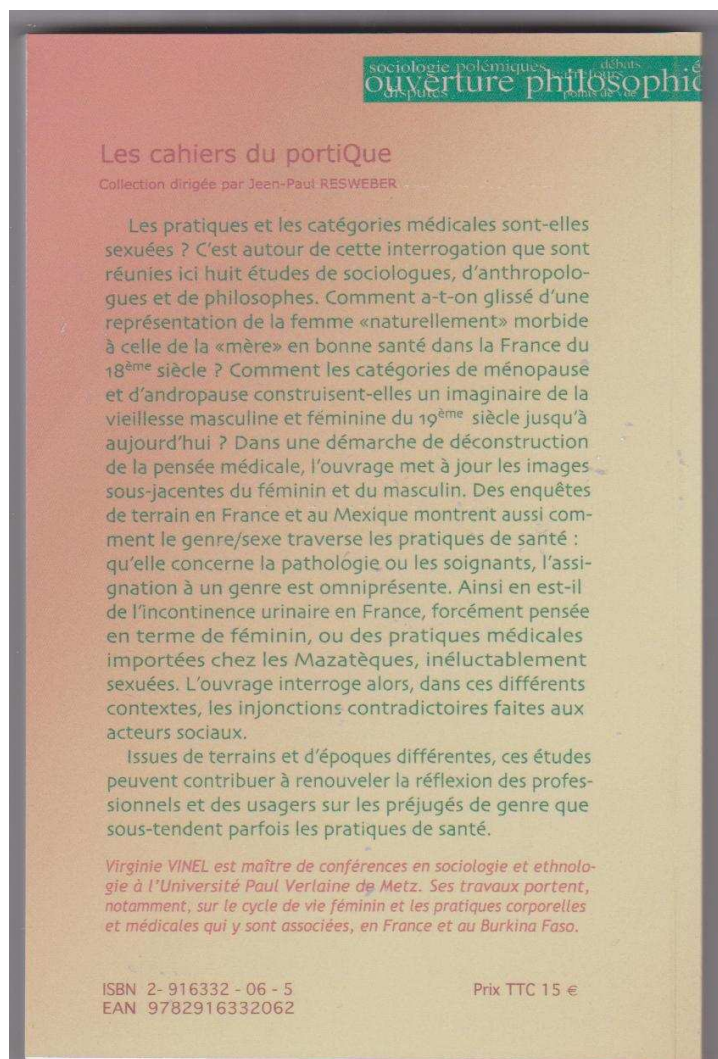 sociologie polémiques débats
ouverture philosophi
disputes points de vue
Les cahiers du portiQue
Collection dirigée par Jean-Paul RESWEBER
Les pratiques et les catégories médicales sont-elles
sexuées ? C'est autour de cette interrogation que sont
réunies ici huit études de sociologues, d'anthropolo-
gues et de philosophes. Comment a-t-on glissé d'une
représentation de la femme «naturellement» morbide
à celle de la «mère» en bonne santé dans la France du
18ème siècle ? Comment les catégories de ménopause
et d'andropause construisent-elles un imaginaire de la
vieillesse masculine et féminine du 19ème siècle jusqu'à
aujourd'hui ? Dans une démarche de déconstruction
de la pensée médicale, l'ouvrage met à jour les images
sous-jacentes du féminin et du masculin. Des enquêtes
de terrain en France et au Mexique montrent aussi com-
ment le genre/sexe traverse les pratiques de santé :
qu'elle concerne la pathologie ou les soignants, l'assi-
gnation à un genre est omniprésente. Ainsi en est-il
de l'incontinence urinaire en France, forcément pensée
en terme de féminin, ou des pratiques médicales
importées chez les Mazatèques, inéluctablement
sexuées. L'ouvrage interroge alors, dans ces différents
contextes, les injonctions contradictoires faites aux
acteurs sociaux.
Issues de terrains et d'époques différentes, ces études
peuvent contribuer à renouveler la réflexion des profes-
sionnels et des usagers sur les préjugés de genre que
sous-tendent parfois les pratiques de santé.
Virginie VINEL est maître de conférences en sociologie et ethnolo-
gie à l'Université Paul Verlaine de Metz. Ses travaux portent,
notamment, sur le cycle de vie féminin et les pratiques corporelles
et médicales qui y sont associées, en France et au Burkina Faso.
ISBN 2- 916332 - 06 - 5 Prix TTC 15 €
EAN 9782916332062